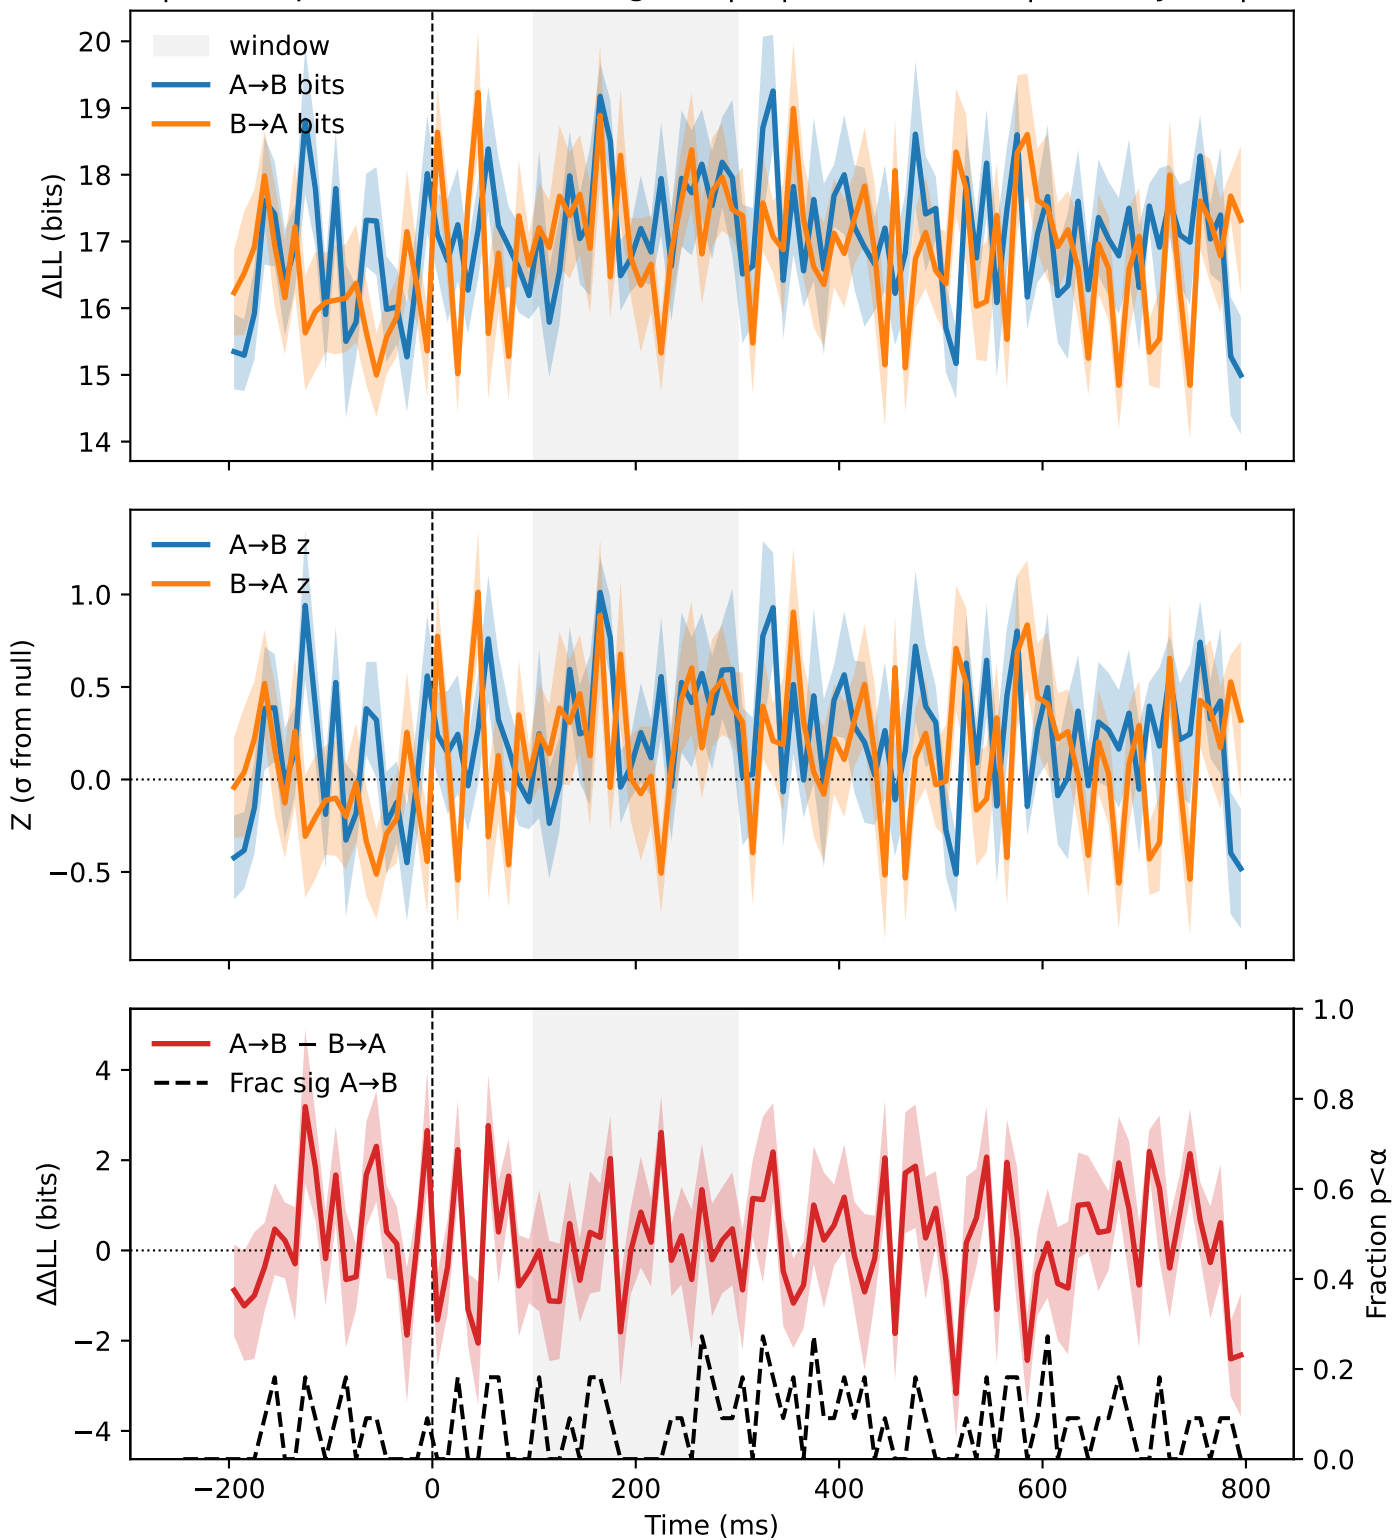 20
19
18
17
16
15
14
ΔLL (bits)
window
A→B bits
B→A bits
1.0
0.5
0.0
−0.5
Z (σ from null)
A→B z
B→A z
4
2
0
−2
−4
ΔΔLL (bits)
A→B − B→A
Frac sig A→B
1.0
0.8
0.6
0.4
0.2
0.0
Fraction p<α
−200 0 200 400 600 800
Time (ms)